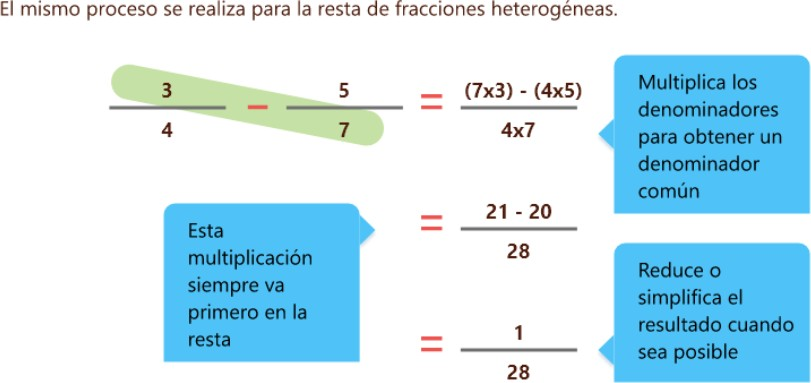 El mismo proceso se realiza para la resta de fracciones heterogéneas.
3 - 5 = (7x3) - (4x5)
4 7 4x7
Multiplica los
denominadores
para obtener un
denominador
común
Esta
multiplicación
siempre va
primero en la
resta
= 21 - 20
28
Reduce o
simplifica el
resultado cuando
sea posible
= 1
28